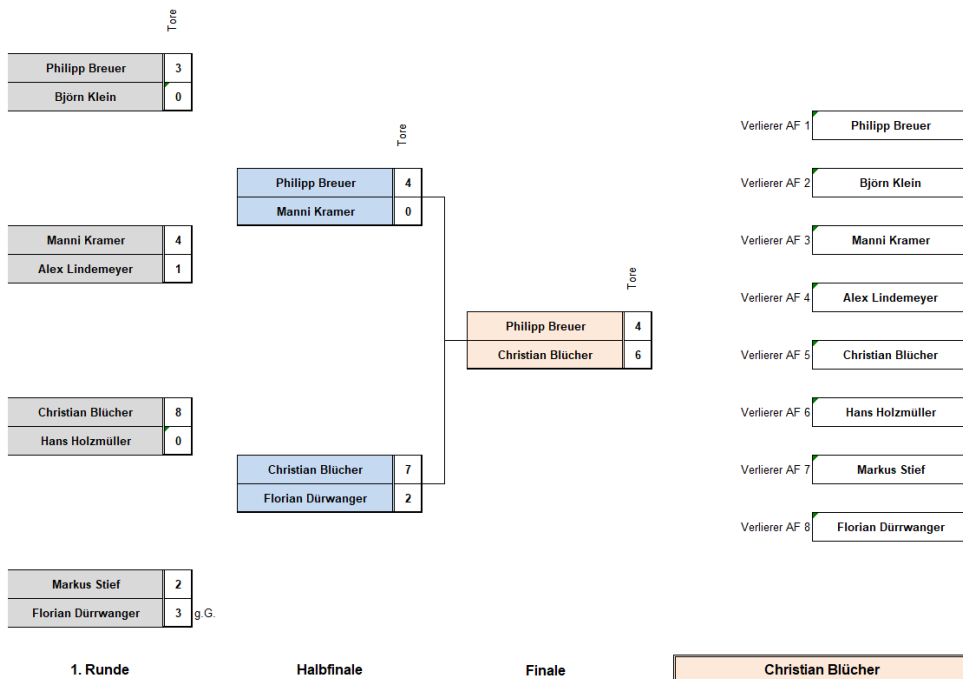 Tore
Philipp Breuer 3
Björn Klein 0
Manni Kramer 4
Alex Lindemeyer 1
Christian Blücher 8
Hans Holzmüller 0
Markus Stief 2
Florian Dürrwanger 3 g.G.
1. Runde
Tore
Philipp Breuer 4
Manni Kramer 0
Christian Blücher 7
Florian Dürwanger 2
Halbfinale
Tore
Philipp Breuer 4
Christian Blücher 6
Finale
Verlierer AF 1 Philipp Breuer
Verlierer AF 2 Björn Klein
Verlierer AF 3 Manni Kramer
Verlierer AF 4 Alex Lindemeyer
Verlierer AF 5 Christian Blücher
Verlierer AF 6 Hans Holzmüller
Verlierer AF 7 Markus Stief
Verlierer AF 8 Florian Dürrwanger
Christian Blücher